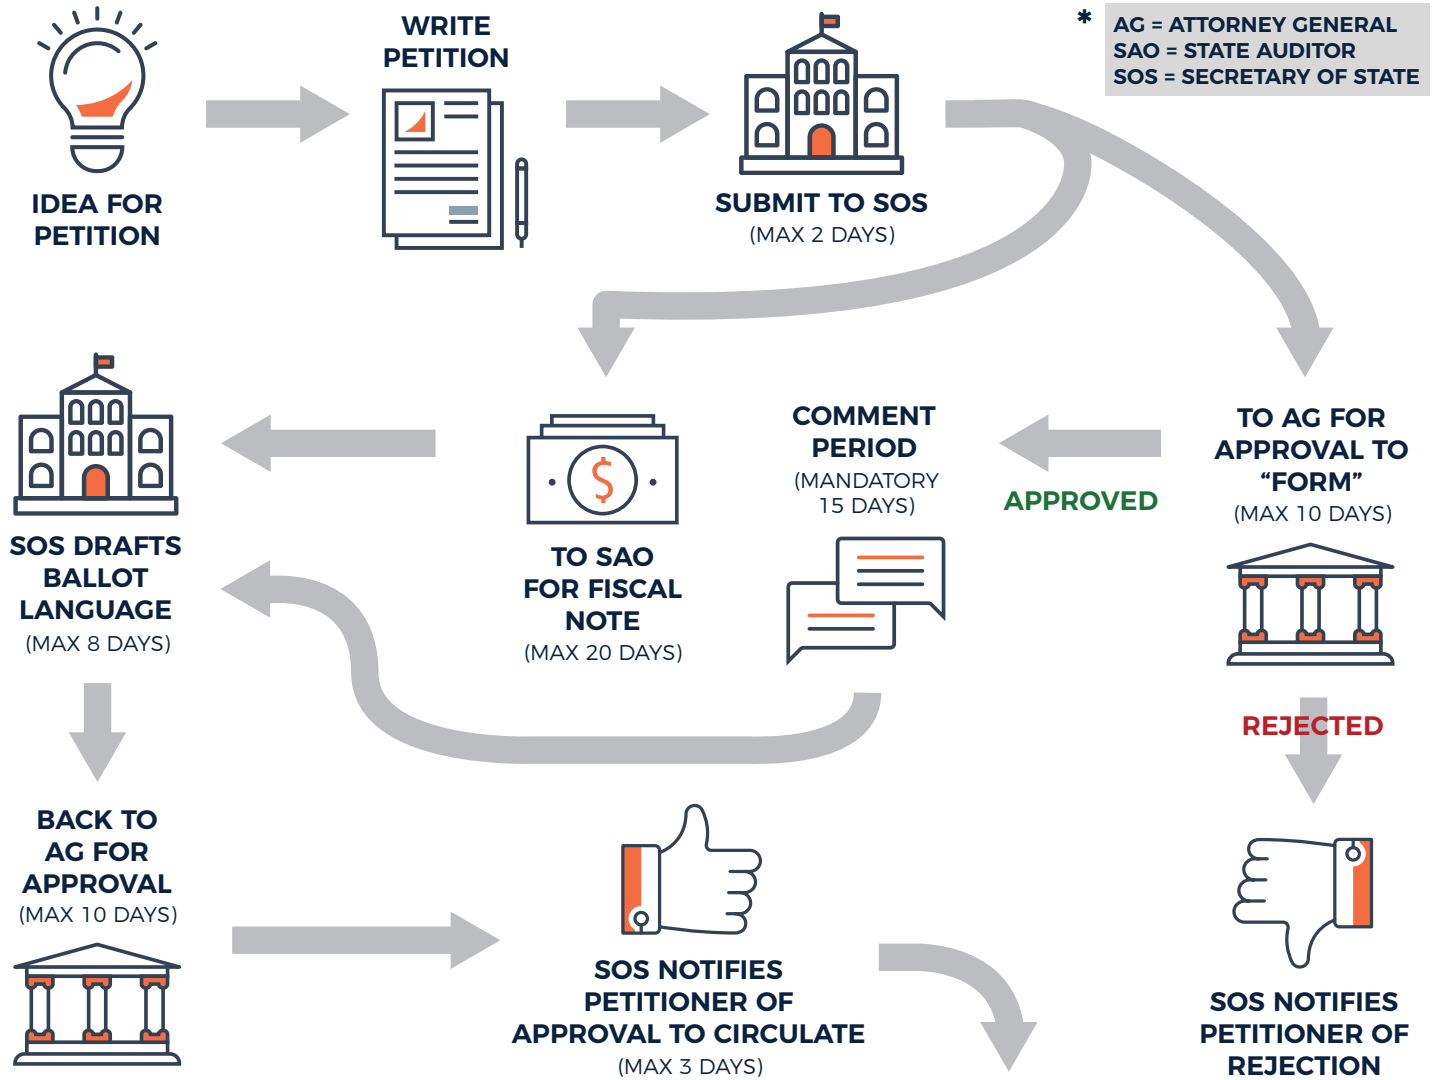 WRITE
PETITION
*
AG = ATTORNEY GENERAL
SAO = STATE AUDITOR
SOS = SECRETARY OF STATE
IDEA FOR
PETITION
SUBMIT TO SOS
(MAX 2 DAYS)
SOS DRAFTS
BALLOT
LANGUAGE
(MAX 8 DAYS)
$
TO SAO
FOR FISCAL
NOTE
(MAX 20 DAYS)
COMMENT
PERIOD
(MANDATORY
15 DAYS)
APPROVED
TO AG FOR
APPROVAL TO
“FORM”
(MAX 10 DAYS)
REJECTED
BACK TO
AG FOR
APPROVAL
(MAX 10 DAYS)
SOS NOTIFIES
PETITIONER OF
APPROVAL TO CIRCULATE
(MAX 3 DAYS)
SOS NOTIFIES
PETITIONER OF
REJECTION